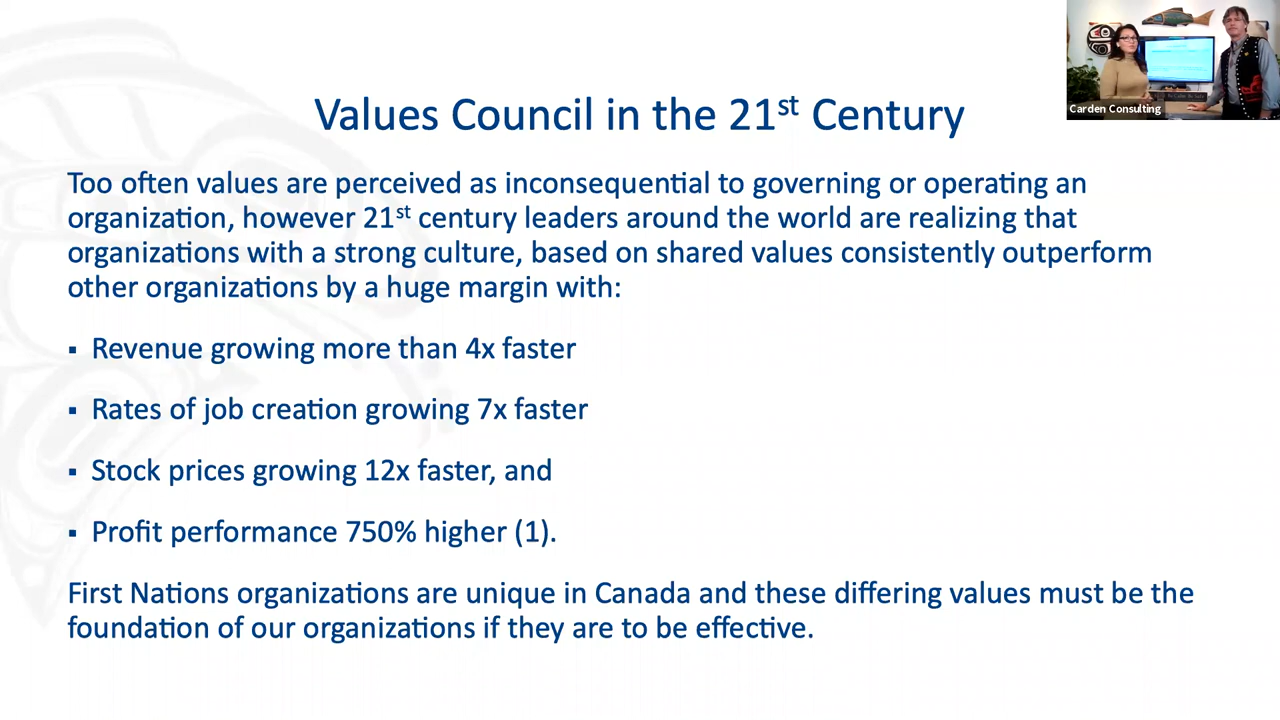 Carden Consulting
Values Council in the 21st Century
Too often values are perceived as inconsequential to governing or operating an
organization, however 21st century leaders around the world are realizing that
organizations with a strong culture, based on shared values consistently outperform
other organizations by a huge margin with:
▪ Revenue growing more than 4x faster
▪ Rates of job creation growing 7x faster
▪ Stock prices growing 12x faster, and
▪ Profit performance 750% higher (1).
First Nations organizations are unique in Canada and these differing values must be the
foundation of our organizations if they are to be effective.